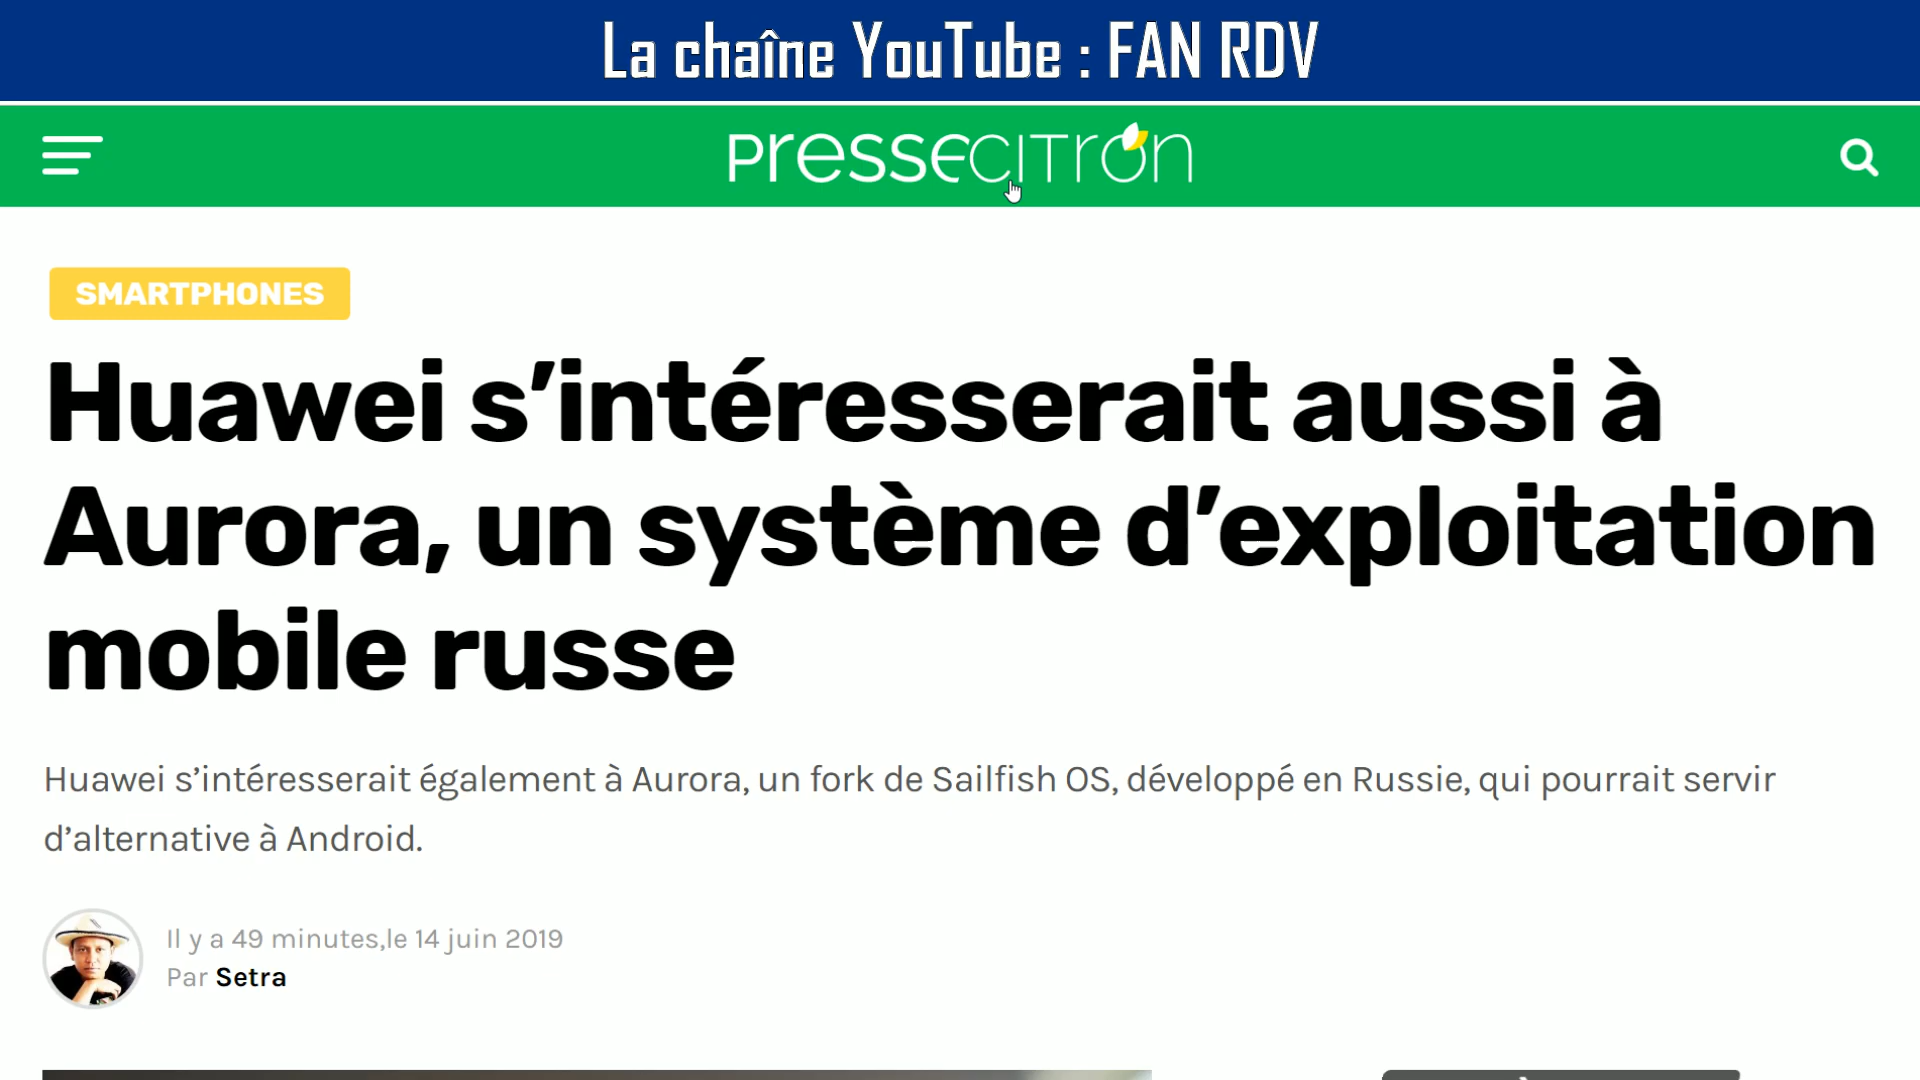 La chaîne YouTube : FAN RDV
pressecitron
SMARTPHONES
Huawei s’intéresserait aussi à
Aurora, un système d’exploitation
mobile russe
Huawei s’intéresserait également à Aurora, un fork de Sailfish OS, développé en Russie, qui pourrait servir
d’alternative à Android.
Il y a 49 minutes,le 14 juin 2019
Par Setra